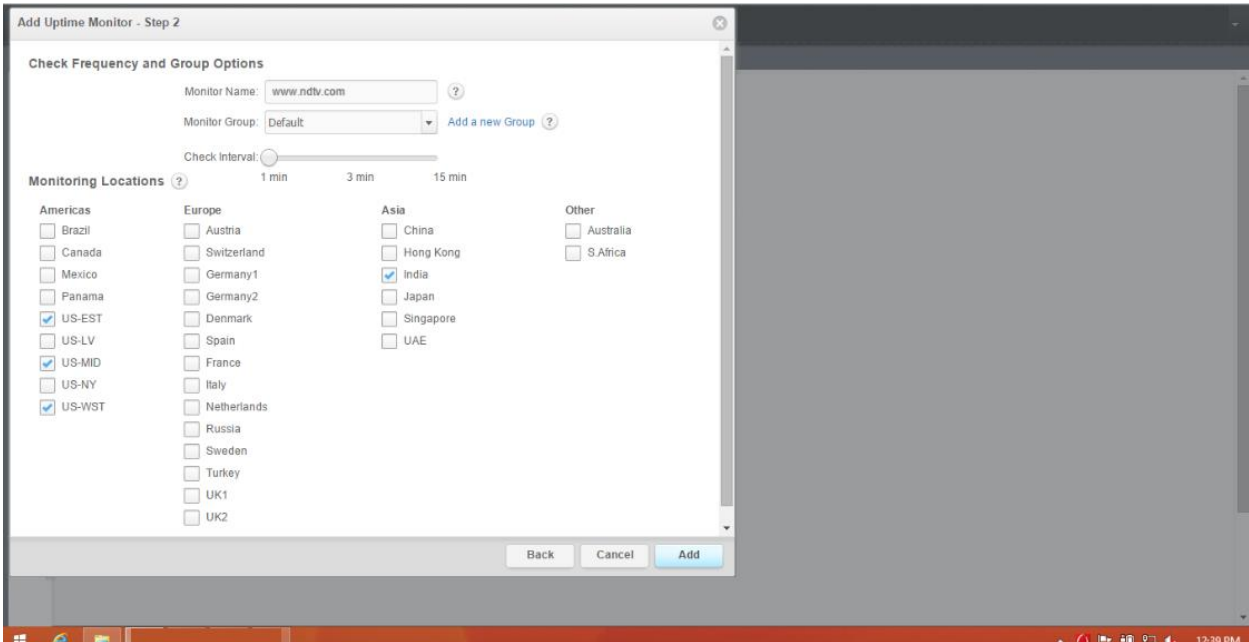 Add Uptime Monitor - Step 2
Check Frequency and Group Options
Monitor Name: www.ndtv.com ?
Monitor Group: Default Add a new Group ?
Check Interval:
1 min 3 min 15 min
Monitoring Locations ?
Americas Europe Asia Other
Brazil Austria China Australia
Canada Switzerland Hong Kong S.Africa
Mexico Germany1 India
Panama Germany2 Japan
US-EST Denmark Singapore
US-LV Spain UAE
US-MID France
US-NY Italy
US-WST Netherlands
Russia
Sweden
Turkey
UK1
UK2
Back Cancel Add
12:39 PM